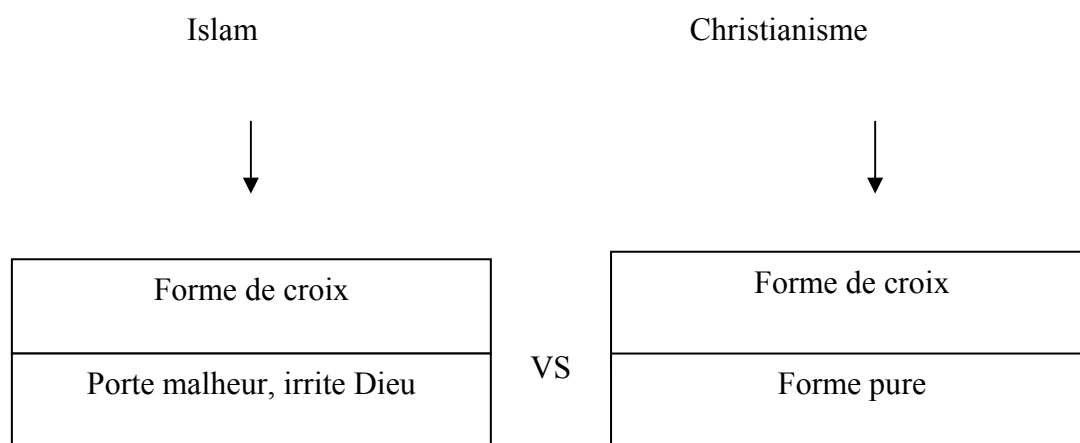 Islam
Christianisme
Forme de croix
Porte malheur, irrite Dieu
VS
Forme de croix
Forme pure